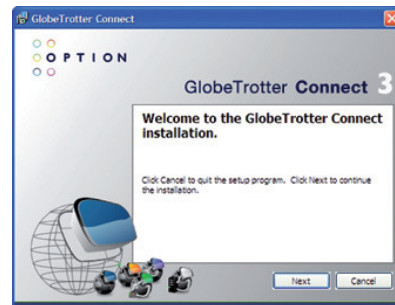 GlobeTrotter Connect
OPTION
GlobeTrotter Connect 3
Welcome to the GlobeTrotter Connect
installation.
Click Cancel to quit the setup program. Click Next to continue
the installation.
Next Cancel